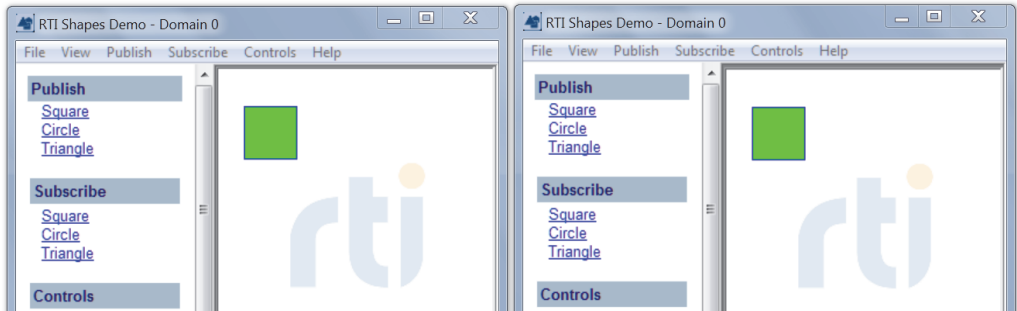 RTI Shapes Demo - Domain 0
File View Publish Subscribe Controls Help
Publish
Square
Circle
Triangle
Subscribe
Square
Circle
Triangle
Controls
rti
RTI Shapes Demo - Domain 0
File View Publish Subscribe Controls Help
Publish
Square
Circle
Triangle
Subscribe
Square
Circle
Triangle
Controls
rti